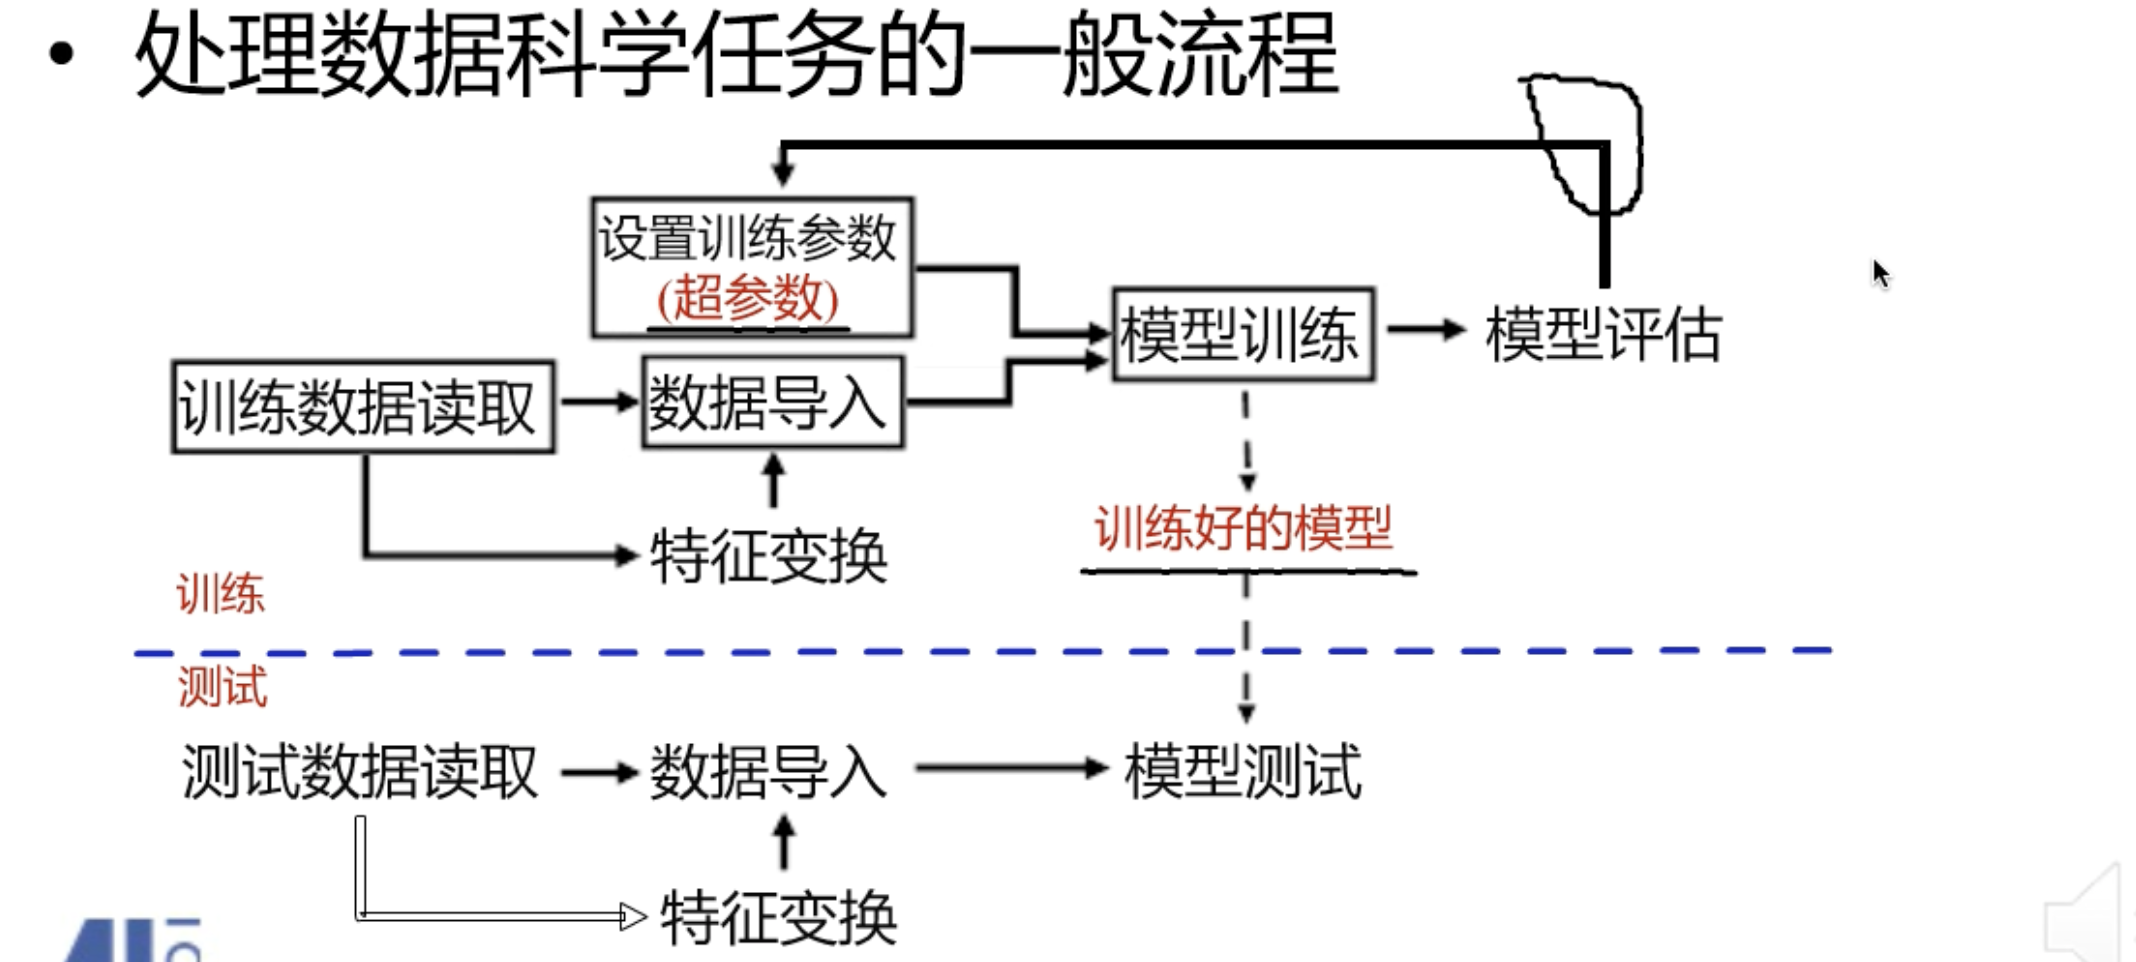 • 处理数据科学任务的一般流程
设置训练参数
(超参数)
模型训练
模型评估
训练数据读取
数据导入
训练好的模型
特征变换
训练
测试
测试数据读取
数据导入
模型测试
特征变换